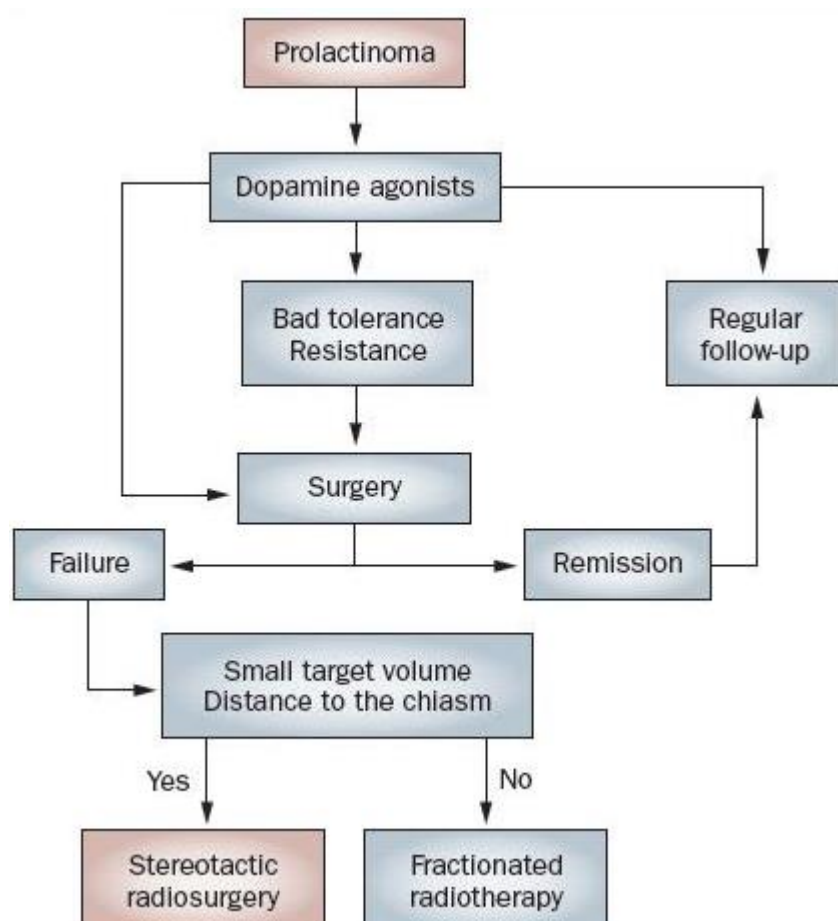 Prolactinoma
Dopamine agonists
Bad tolerance
Resistance
Regular
follow-up
Surgery
Failure
Remission
Small target volume
Distance to the chiasm
Yes
No
Stereotactic
radiosurgery
Fractionated
radiotherapy